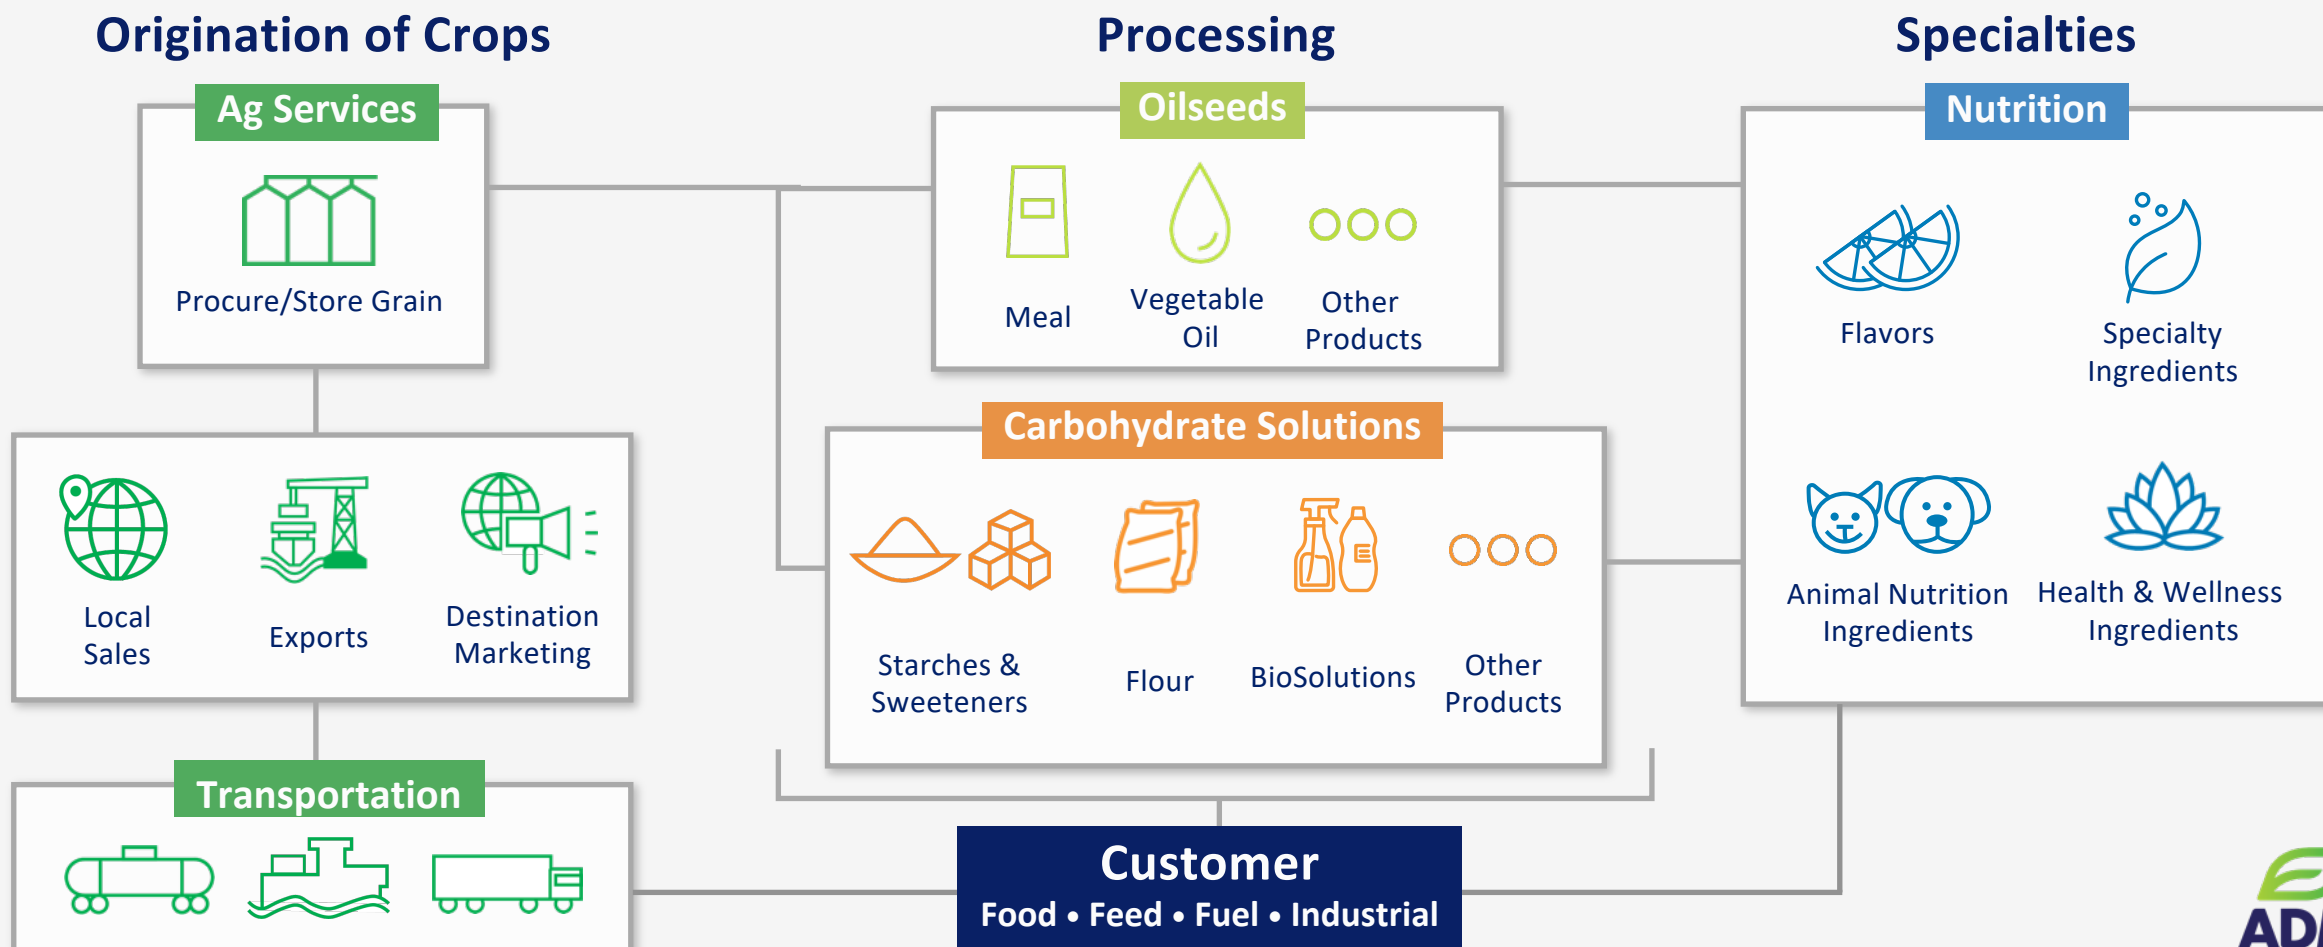 Origination of Crops
Ag Services
Procure/Store Grain
Local
Sales
Exports
Destination
Marketing
Transportation
Processing
Oilseeds
Meal
Vegetable
Oil
Other
Products
Carbohydrate Solutions
Starches &
Sweeteners
Flour
BioSolutions
Other
Products
Customer
Food • Feed • Fuel • Industrial
Specialties
Nutrition
Flavors
Specialty
Ingredients
Animal Nutrition
Ingredients
Health & Wellness
Ingredients